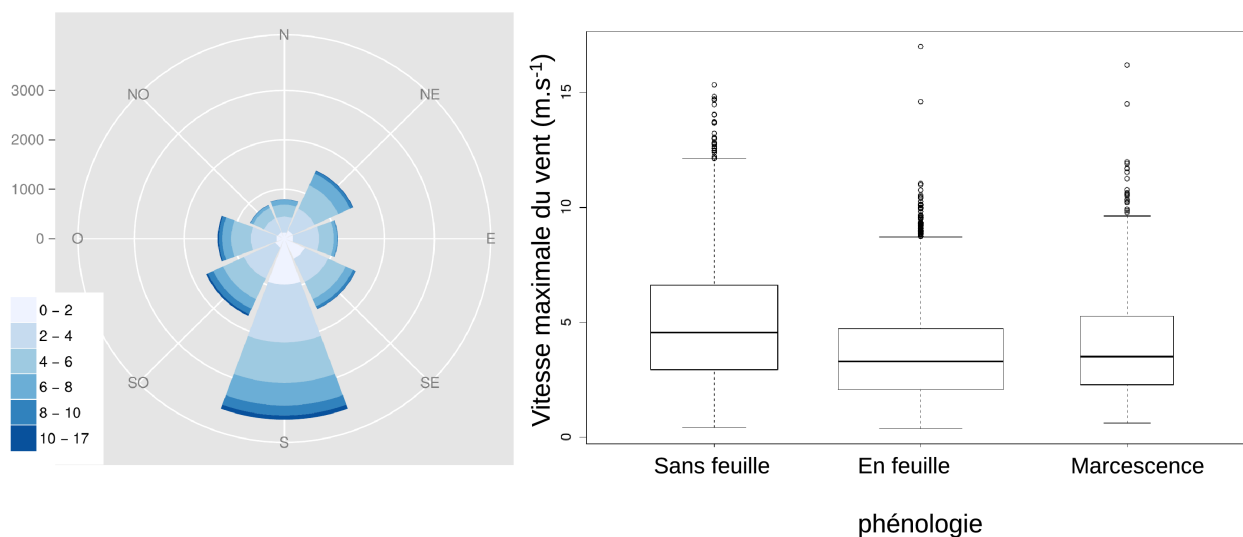 N
NO
NE
3000
2000
1000
0
O
E
SO
SE
S
0 − 2
2 − 4
4 − 6
6 − 8
8 − 10
10 − 17
Vitesse maximale du vent (m.s⁻¹)
15
10
5
0
Sans feuille
En feuille
Marcescence
phénologie